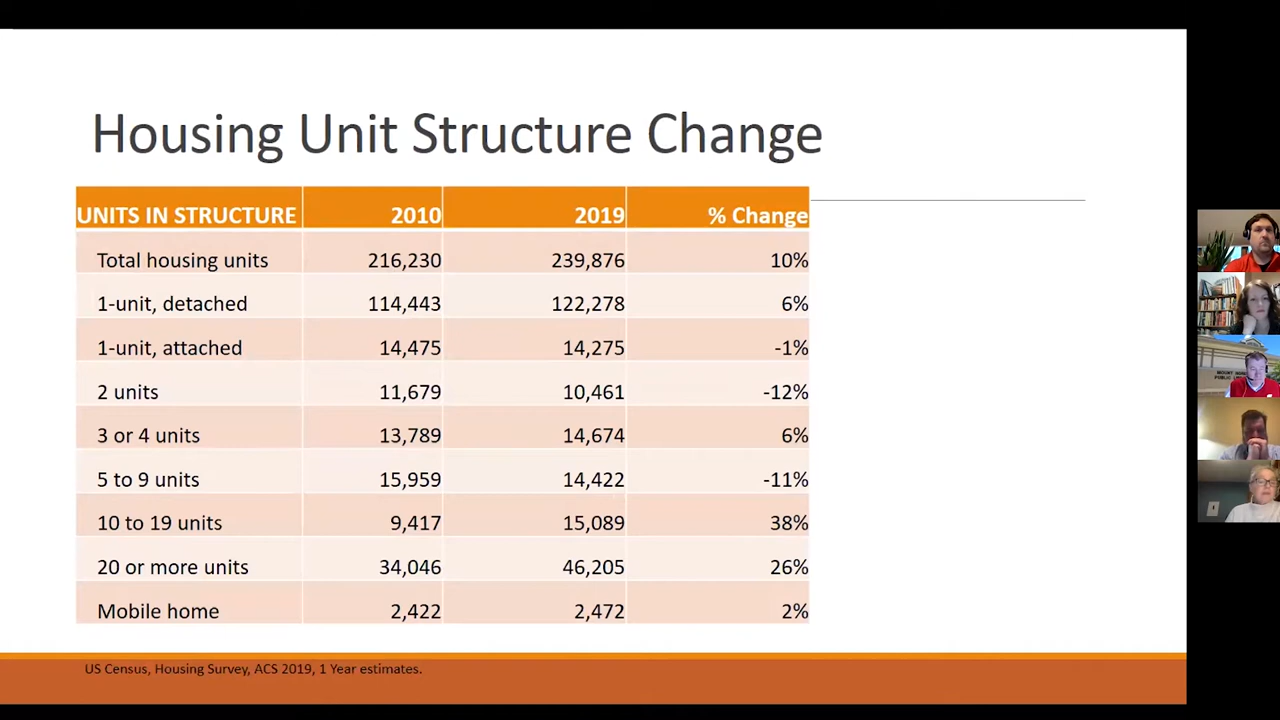 Housing Unit Structure Change
UNITS IN STRUCTURE 2010 2019 % Change
Total housing units 216,230 239,876 10%
1-unit, detached 114,443 122,278 6%
1-unit, attached 14,475 14,275 -1%
2 units 11,679 10,461 -12%
3 or 4 units 13,789 14,674 6%
5 to 9 units 15,959 14,422 -11%
10 to 19 units 9,417 15,089 38%
20 or more units 34,046 46,205 26%
Mobile home 2,422 2,472 2%
US Census, Housing Survey, ACS 2019, 1 Year estimates.